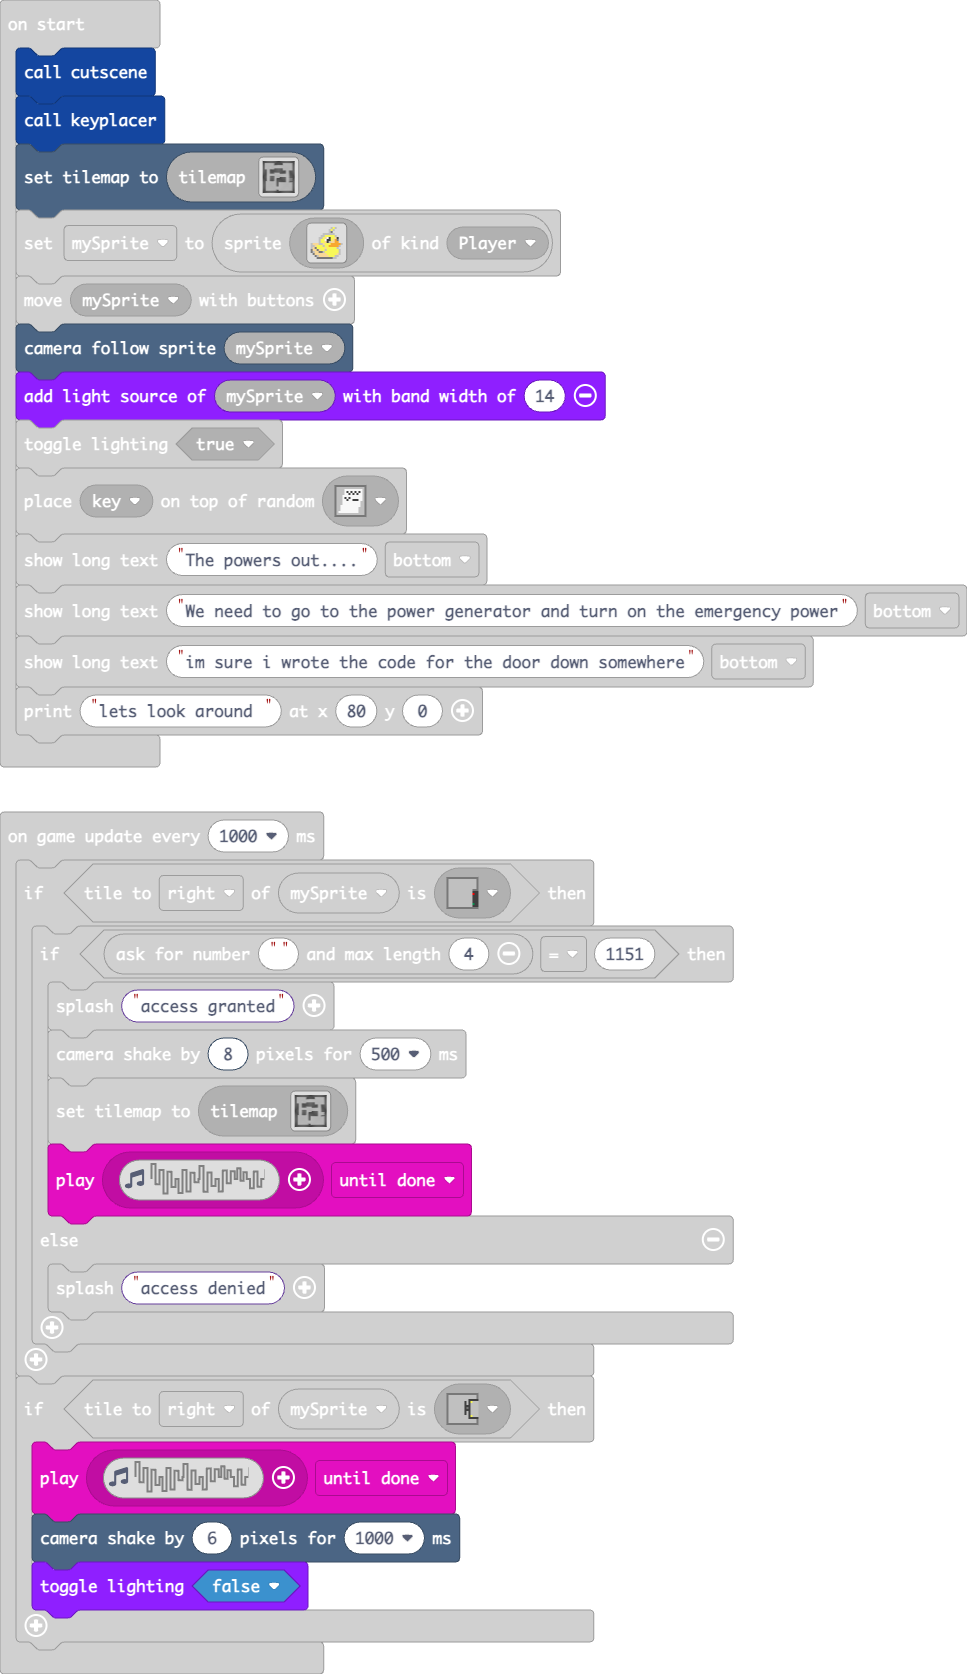 on start
call cutscene
call keyplacer
set tilemap to tilemap
set mySprite to sprite of kind Player
move mySprite with buttons
camera follow sprite mySprite
add light source of mySprite with band width of 14
toggle lighting true
place key on top of random
show long text "The powers out...." bottom
show long text "We need to go to the power generator and turn on the emergency power" bottom
show long text "im sure i wrote the code for the door down somewhere" bottom
print "lets look around " at x 80 y 0
on game update every 1000 ms
if tile to right of mySprite is then
if ask for number " " and max length 4 = 1151 then
splash "access granted"
camera shake by 8 pixels for 500 ms
set tilemap to tilemap
play until done
else
splash "access denied"
if tile to right of mySprite is then
play until done
camera shake by 6 pixels for 1000 ms
toggle lighting false